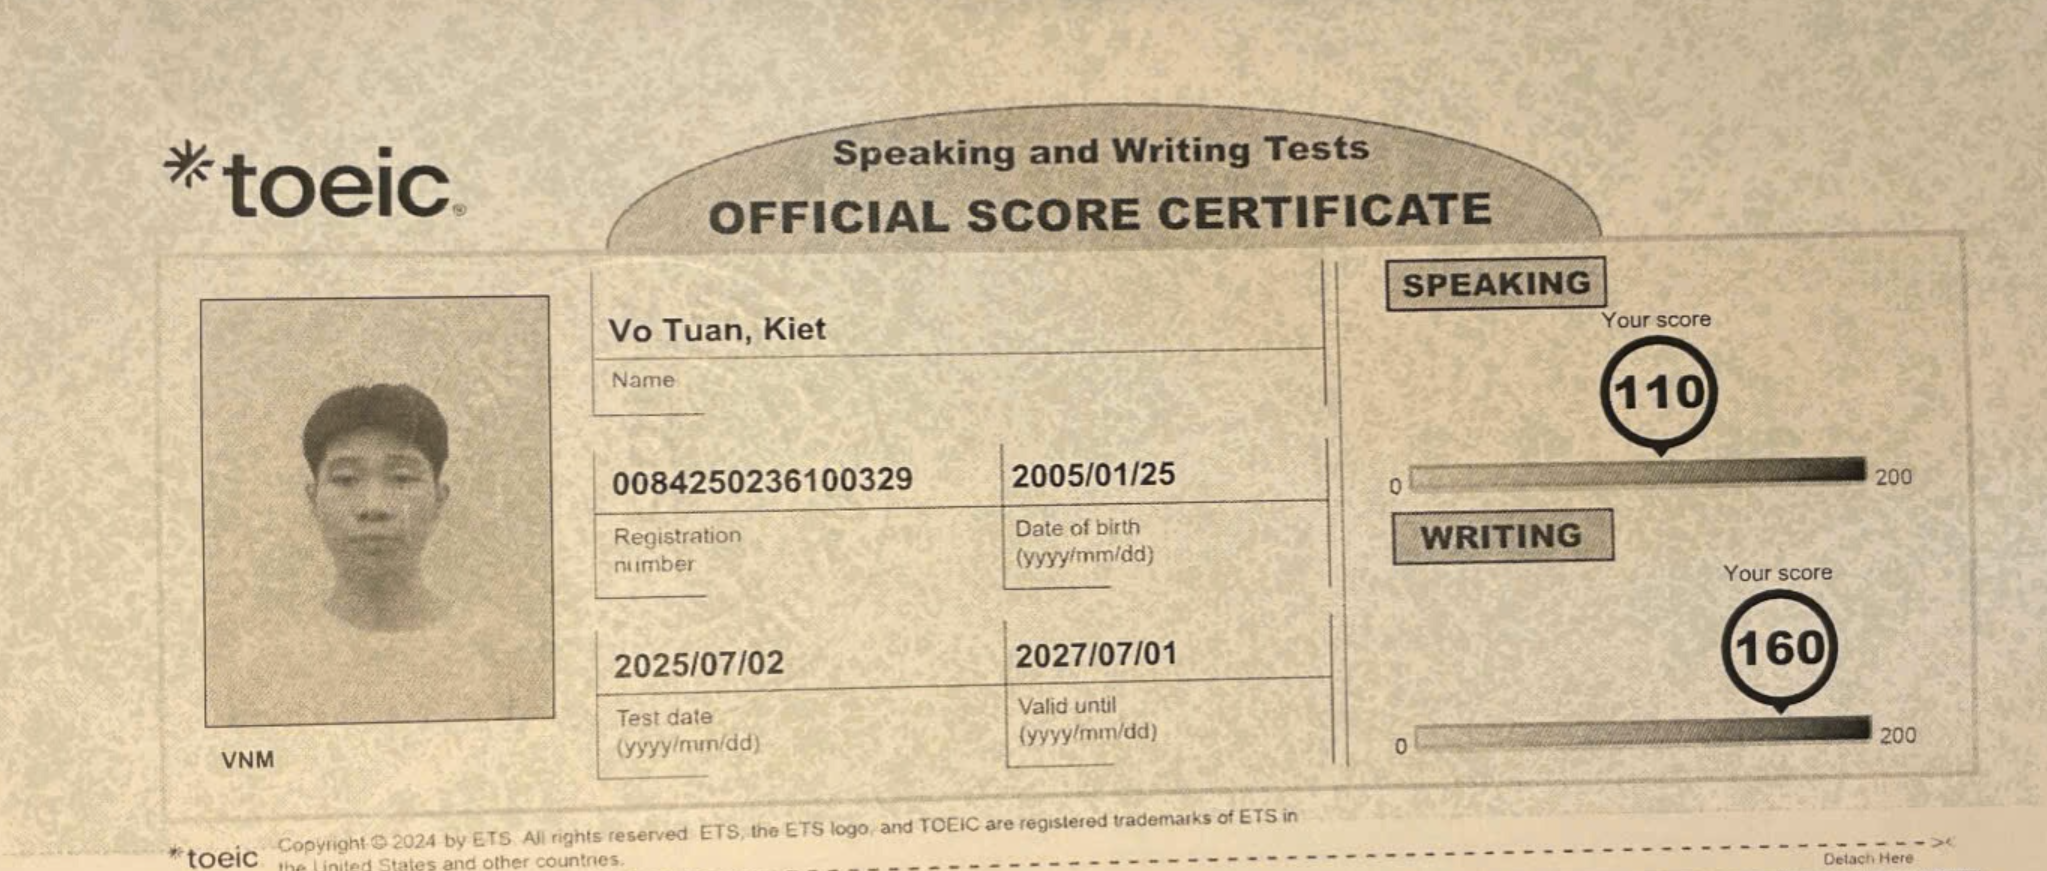 *toeic®
Speaking and Writing Tests
OFFICIAL SCORE CERTIFICATE
VNM
Vo Tuan, Kiet
Name
0084250236100329
Registration
number
2005/01/25
Date of birth
(yyyy/mm/dd)
2025/07/02
Test date
(yyyy/mm/dd)
2027/07/01
Valid until
(yyyy/mm/dd)
SPEAKING
Your score
110
0
200
WRITING
Your score
160
0
200
*toeic
Copyright © 2024 by ETS. All rights reserved. ETS, the ETS logo, and TOEIC are registered trademarks of ETS in
the United States and other countries.
Detach Here